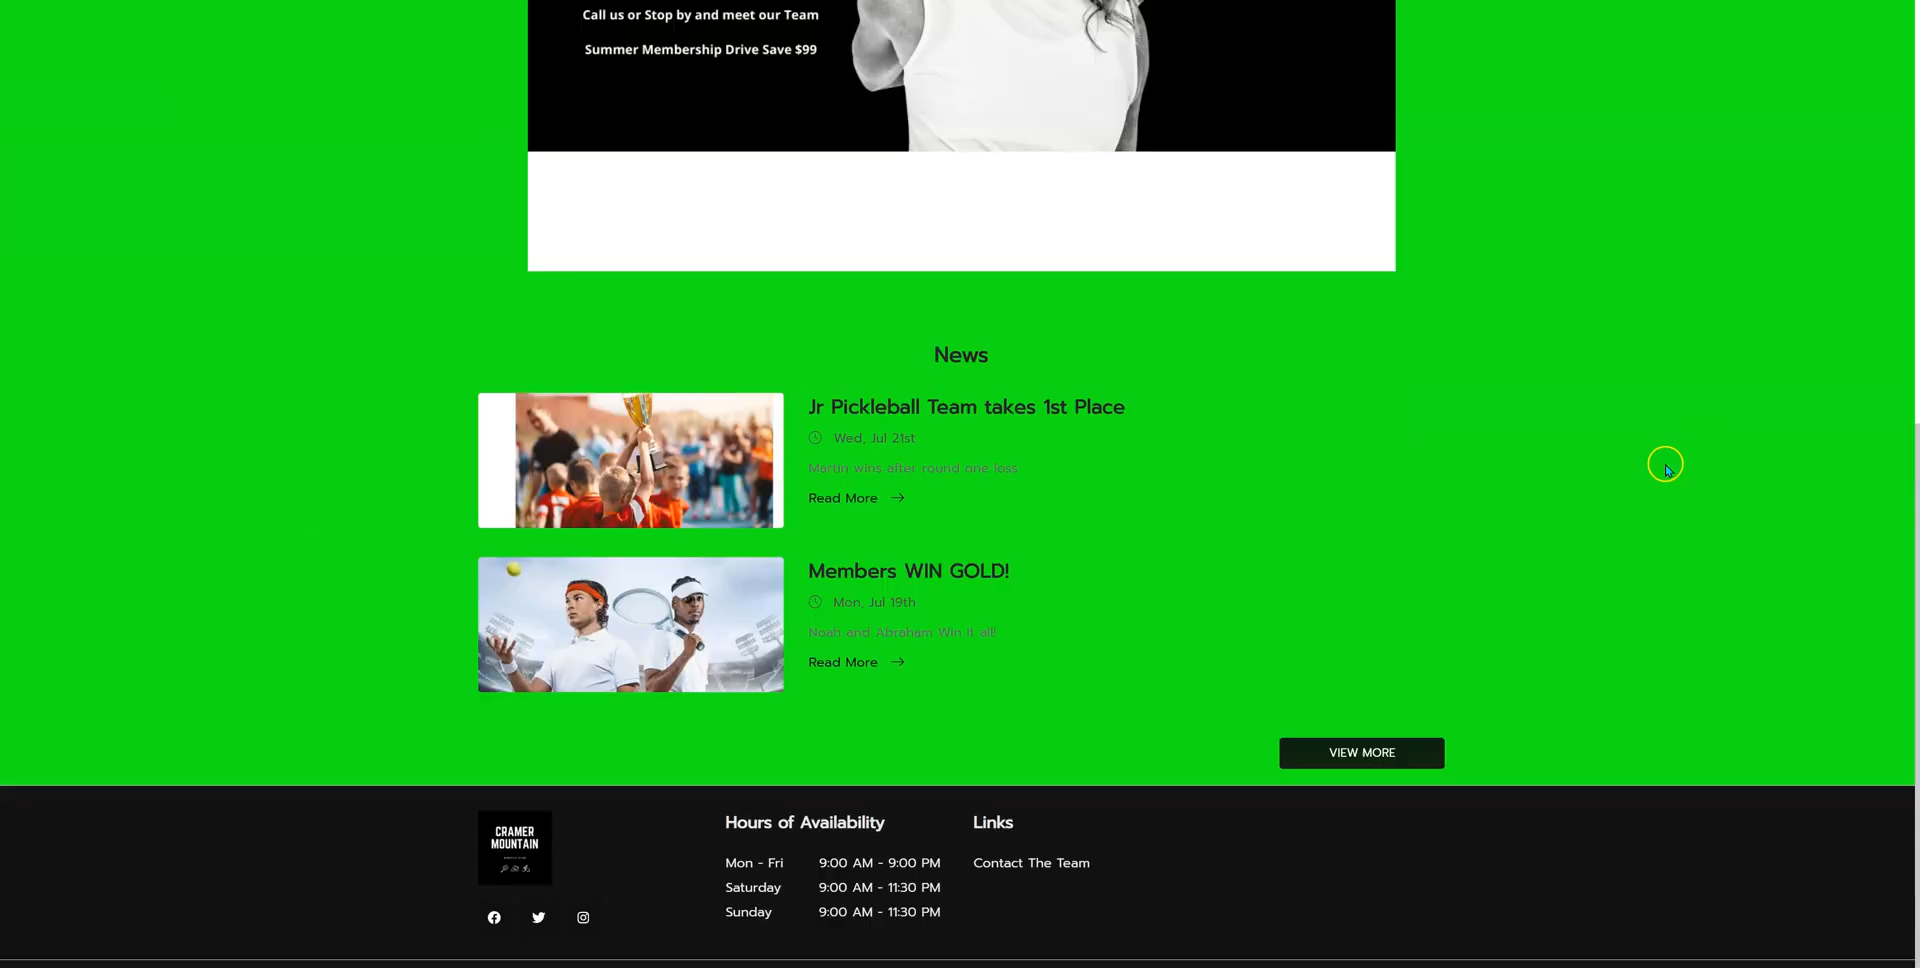 Call us or Stop by and meet our Team
Summer Membership Drive Save $99
News
Jr Pickleball Team takes 1st Place
Wed, Jul 21st
Martin wins after round one loss
Read More
Members WIN GOLD!
Mon, Jul 19th
Noah and Abraham Win it all!
Read More
VIEW MORE
CRAMER
MOUNTAIN
Hours of Availability
Mon - Fri 9:00 AM - 9:00 PM
Saturday 9:00 AM - 11:30 PM
Sunday 9:00 AM - 11:30 PM
Links
Contact The Team